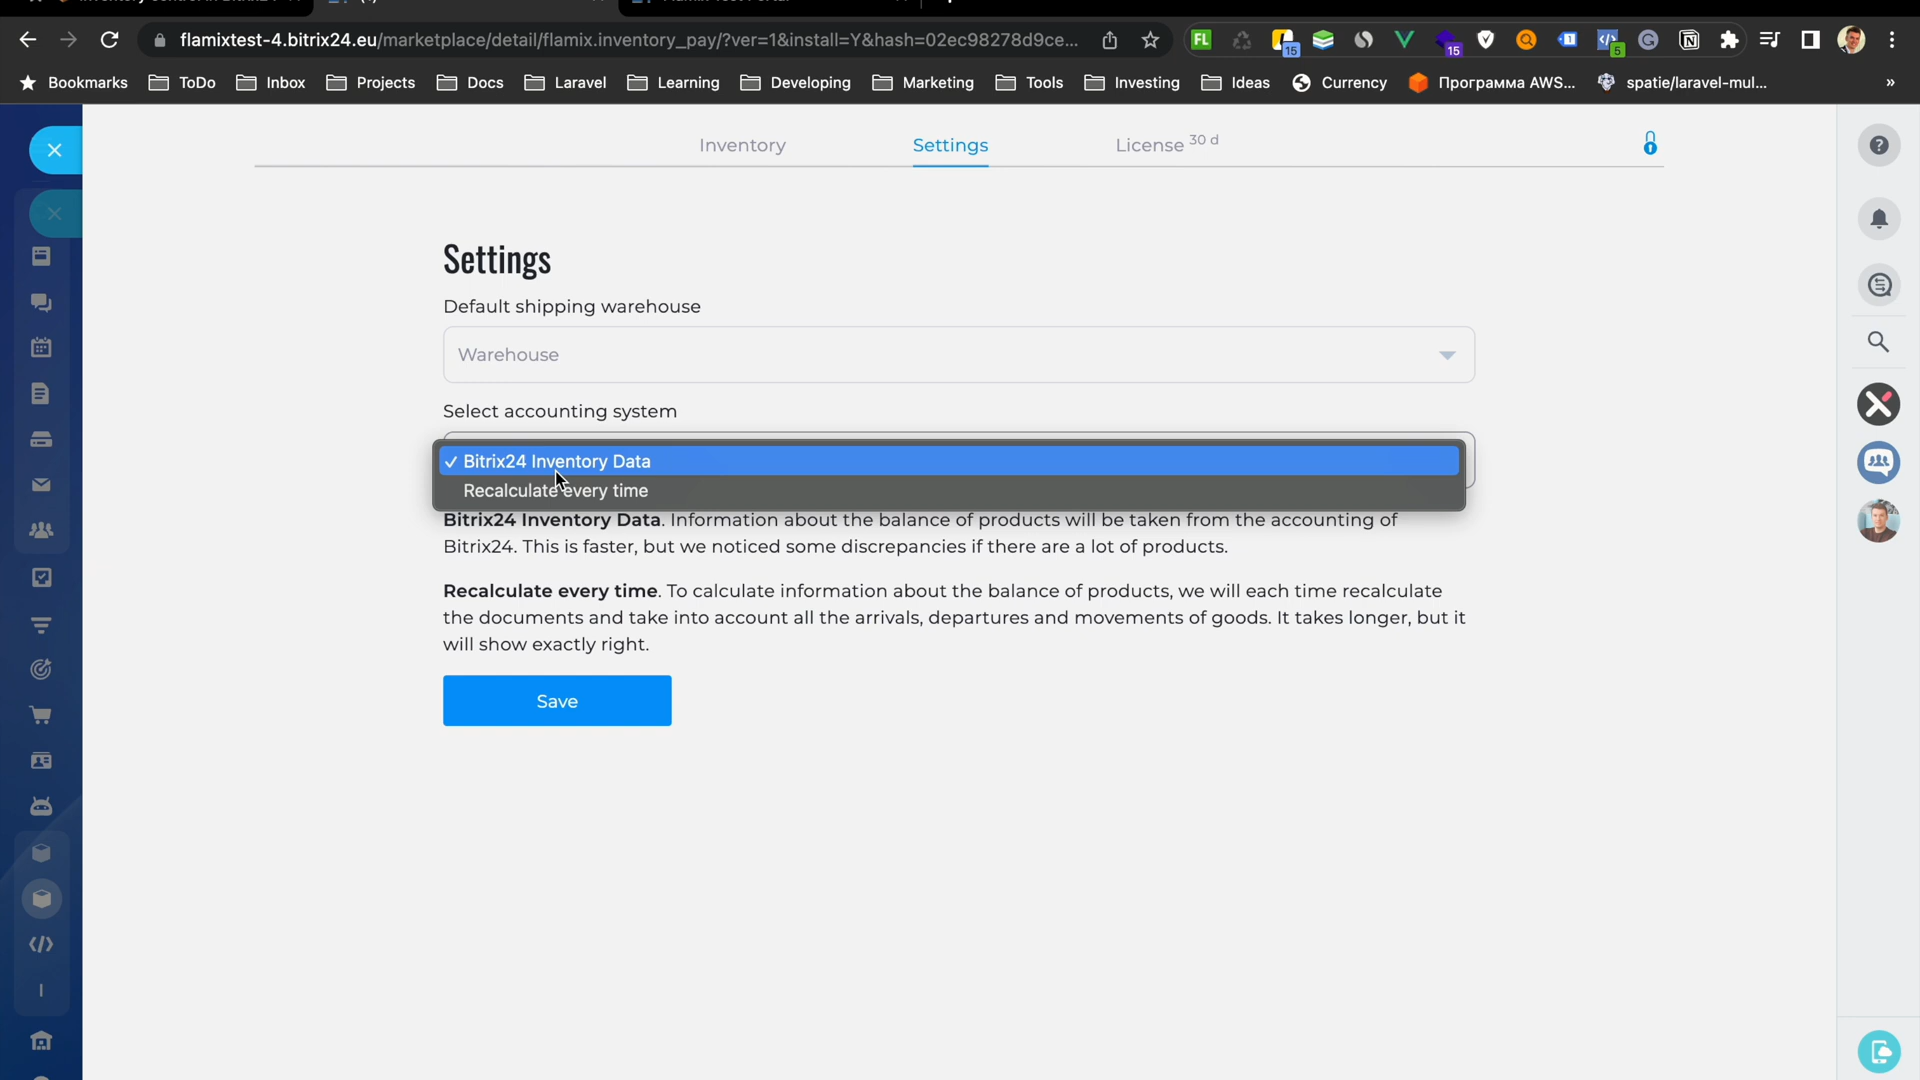 flamixtest-4.bitrix24.eu/marketplace/detail/flamix.inventory_pay/?ver=1&install=Y&hash=02ec98278d9ce...
FL
15
15
1
5
Bookmarks
ToDo
Inbox
Projects
Docs
Laravel
Learning
Developing
Marketing
Tools
Investing
Ideas
Currency
Программа AWS...
spatie/laravel-mul...
»
Inventory
Settings
License 30 d
Settings
Default shipping warehouse
Warehouse
Select accounting system
✓ Bitrix24 Inventory Data
Recalculate every time
Bitrix24 Inventory Data. Information about the balance of products will be taken from the accounting of
Bitrix24. This is faster, but we noticed some discrepancies if there are a lot of products.
Recalculate every time. To calculate information about the balance of products, we will each time recalculate
the documents and take into account all the arrivals, departures and movements of goods. It takes longer, but it
will show exactly right.
Save